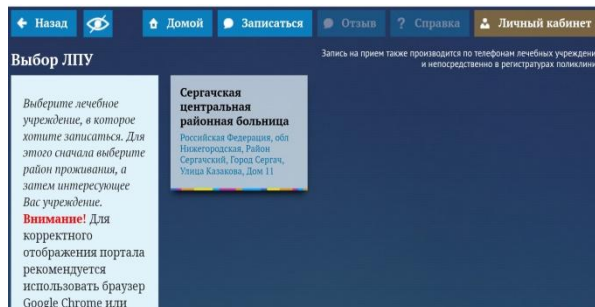 Назад
Домой
Записаться
Отзыв
Справка
Личный кабинет
Выбор ЛПУ
Запись на прием также производится по телефонам лечебных
и непосредственно в регистратурах
Выберите лечебное
учреждение, в которое
хотите записаться. Для
этого сначала выберите
район проживания, а
затем интересующее
Вас учреждение.
Внимание! Для
корректного
отображения портала
рекомендуется
использовать браузер
Google Chrome или
Сергачская
центральная
районная больница
Российская Федерация, обл
Нижегородская, Район
Сергачский, Город Сергач,
Улица Казакова, Дом 11